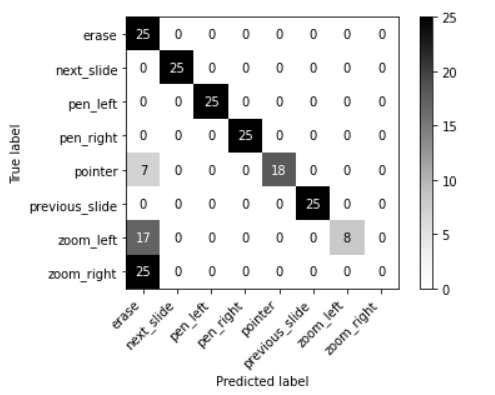 erase 25 0 0 0 0 0 0 0
next_slide 0 25 0 0 0 0 0 0
pen_left 0 0 25 0 0 0 0 0
pen_right 0 0 0 25 0 0 0 0
pointer 7 0 0 0 18 0 0 0
previous_slide 0 0 0 0 0 25 0 0
zoom_left 17 0 0 0 0 0 8 0
zoom_right 25 0 0 0 0 0 0 0
True label
erase
next_slide
pen_left
pen_right
pointer
previous_slide
zoom_left
zoom_right
Predicted label
25
20
15
10
5
0